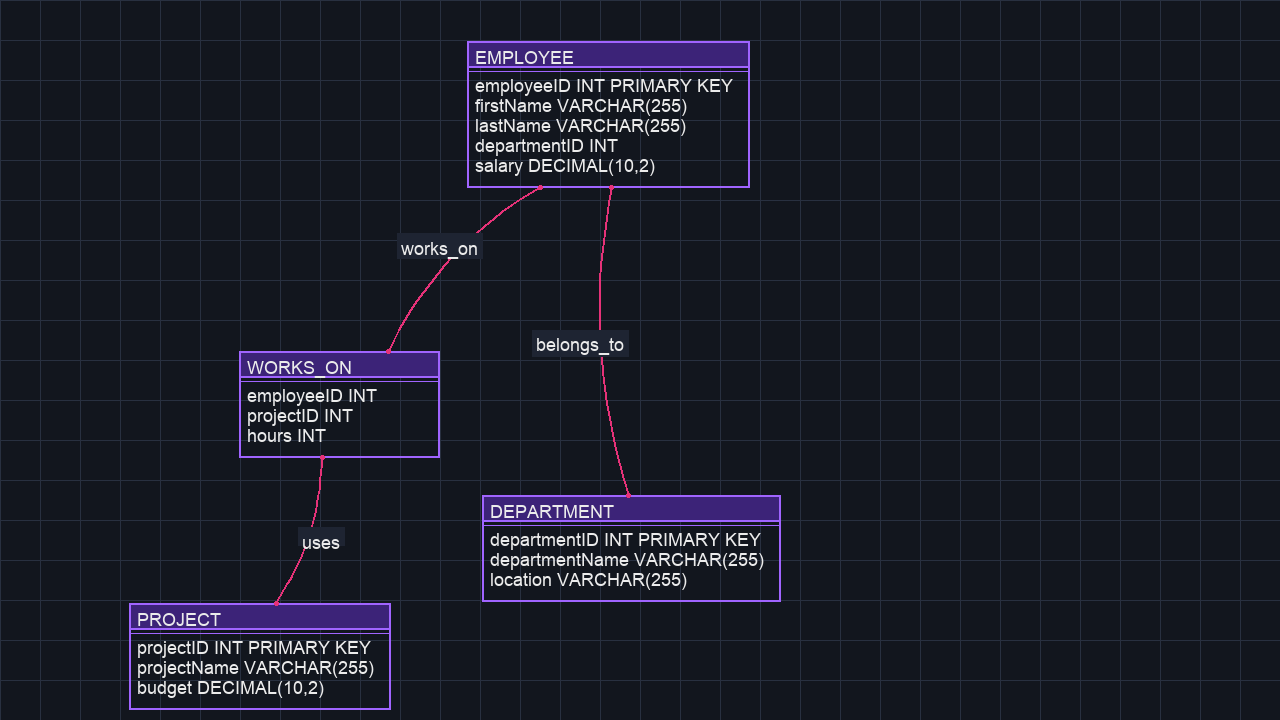 EMPLOYEE
employeeID INT PRIMARY KEY
firstName VARCHAR(255)
lastName VARCHAR(255)
departmentID INT
salary DECIMAL(10,2)
works_on
belongs_to
WORKS_ON
employeeID INT
projectID INT
hours INT
DEPARTMENT
departmentID INT PRIMARY KEY
departmentName VARCHAR(255)
location VARCHAR(255)
uses
PROJECT
projectID INT PRIMARY KEY
projectName VARCHAR(255)
budget DECIMAL(10,2)